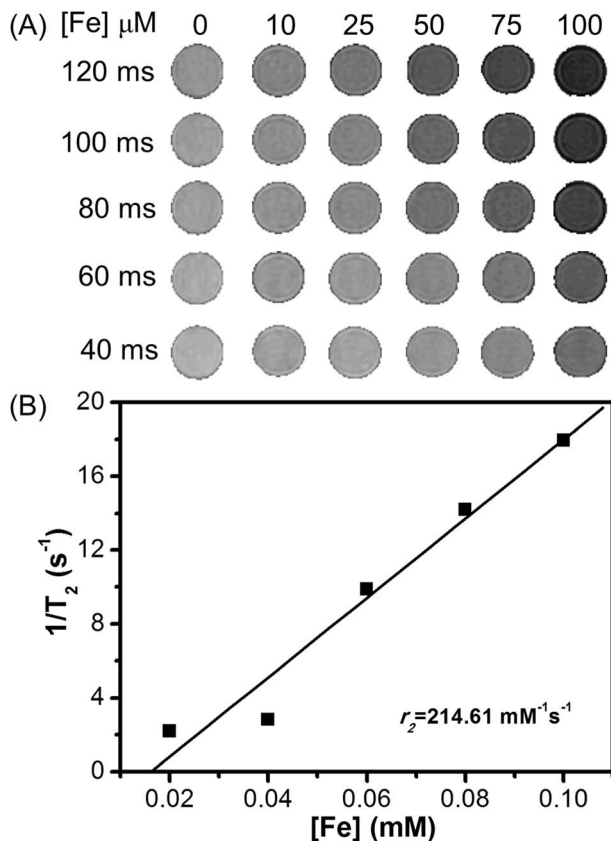 (A) [Fe] μM 0 10 25 50 75 100
120 ms
100 ms
80 ms
60 ms
40 ms
(B)
20
16
12
8
4
0
1/T₂ (s⁻¹)
r₂=214.61 mM⁻¹s⁻¹
0.02 0.04 0.06 0.08 0.10
[Fe] (mM)